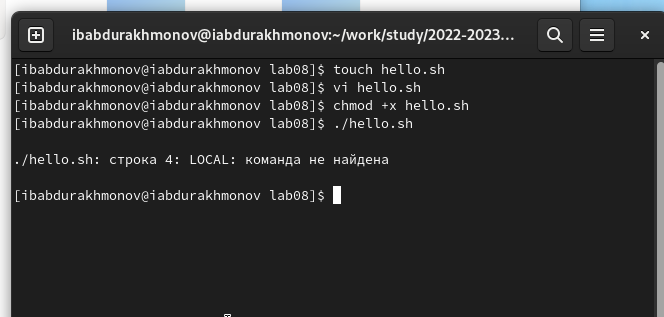 ibabdurakhmonov@iabdurakhmonov:~/work/study/2022-2023...
[ibabdurakhmonov@iabdurakhmonov lab08]$ touch hello.sh
[ibabdurakhmonov@iabdurakhmonov lab08]$ vi hello.sh
[ibabdurakhmonov@iabdurakhmonov lab08]$ chmod +x hello.sh
[ibabdurakhmonov@iabdurakhmonov lab08]$ ./hello.sh
./hello.sh: строка 4: LOCAL: команда не найдена
[ibabdurakhmonov@iabdurakhmonov lab08]$